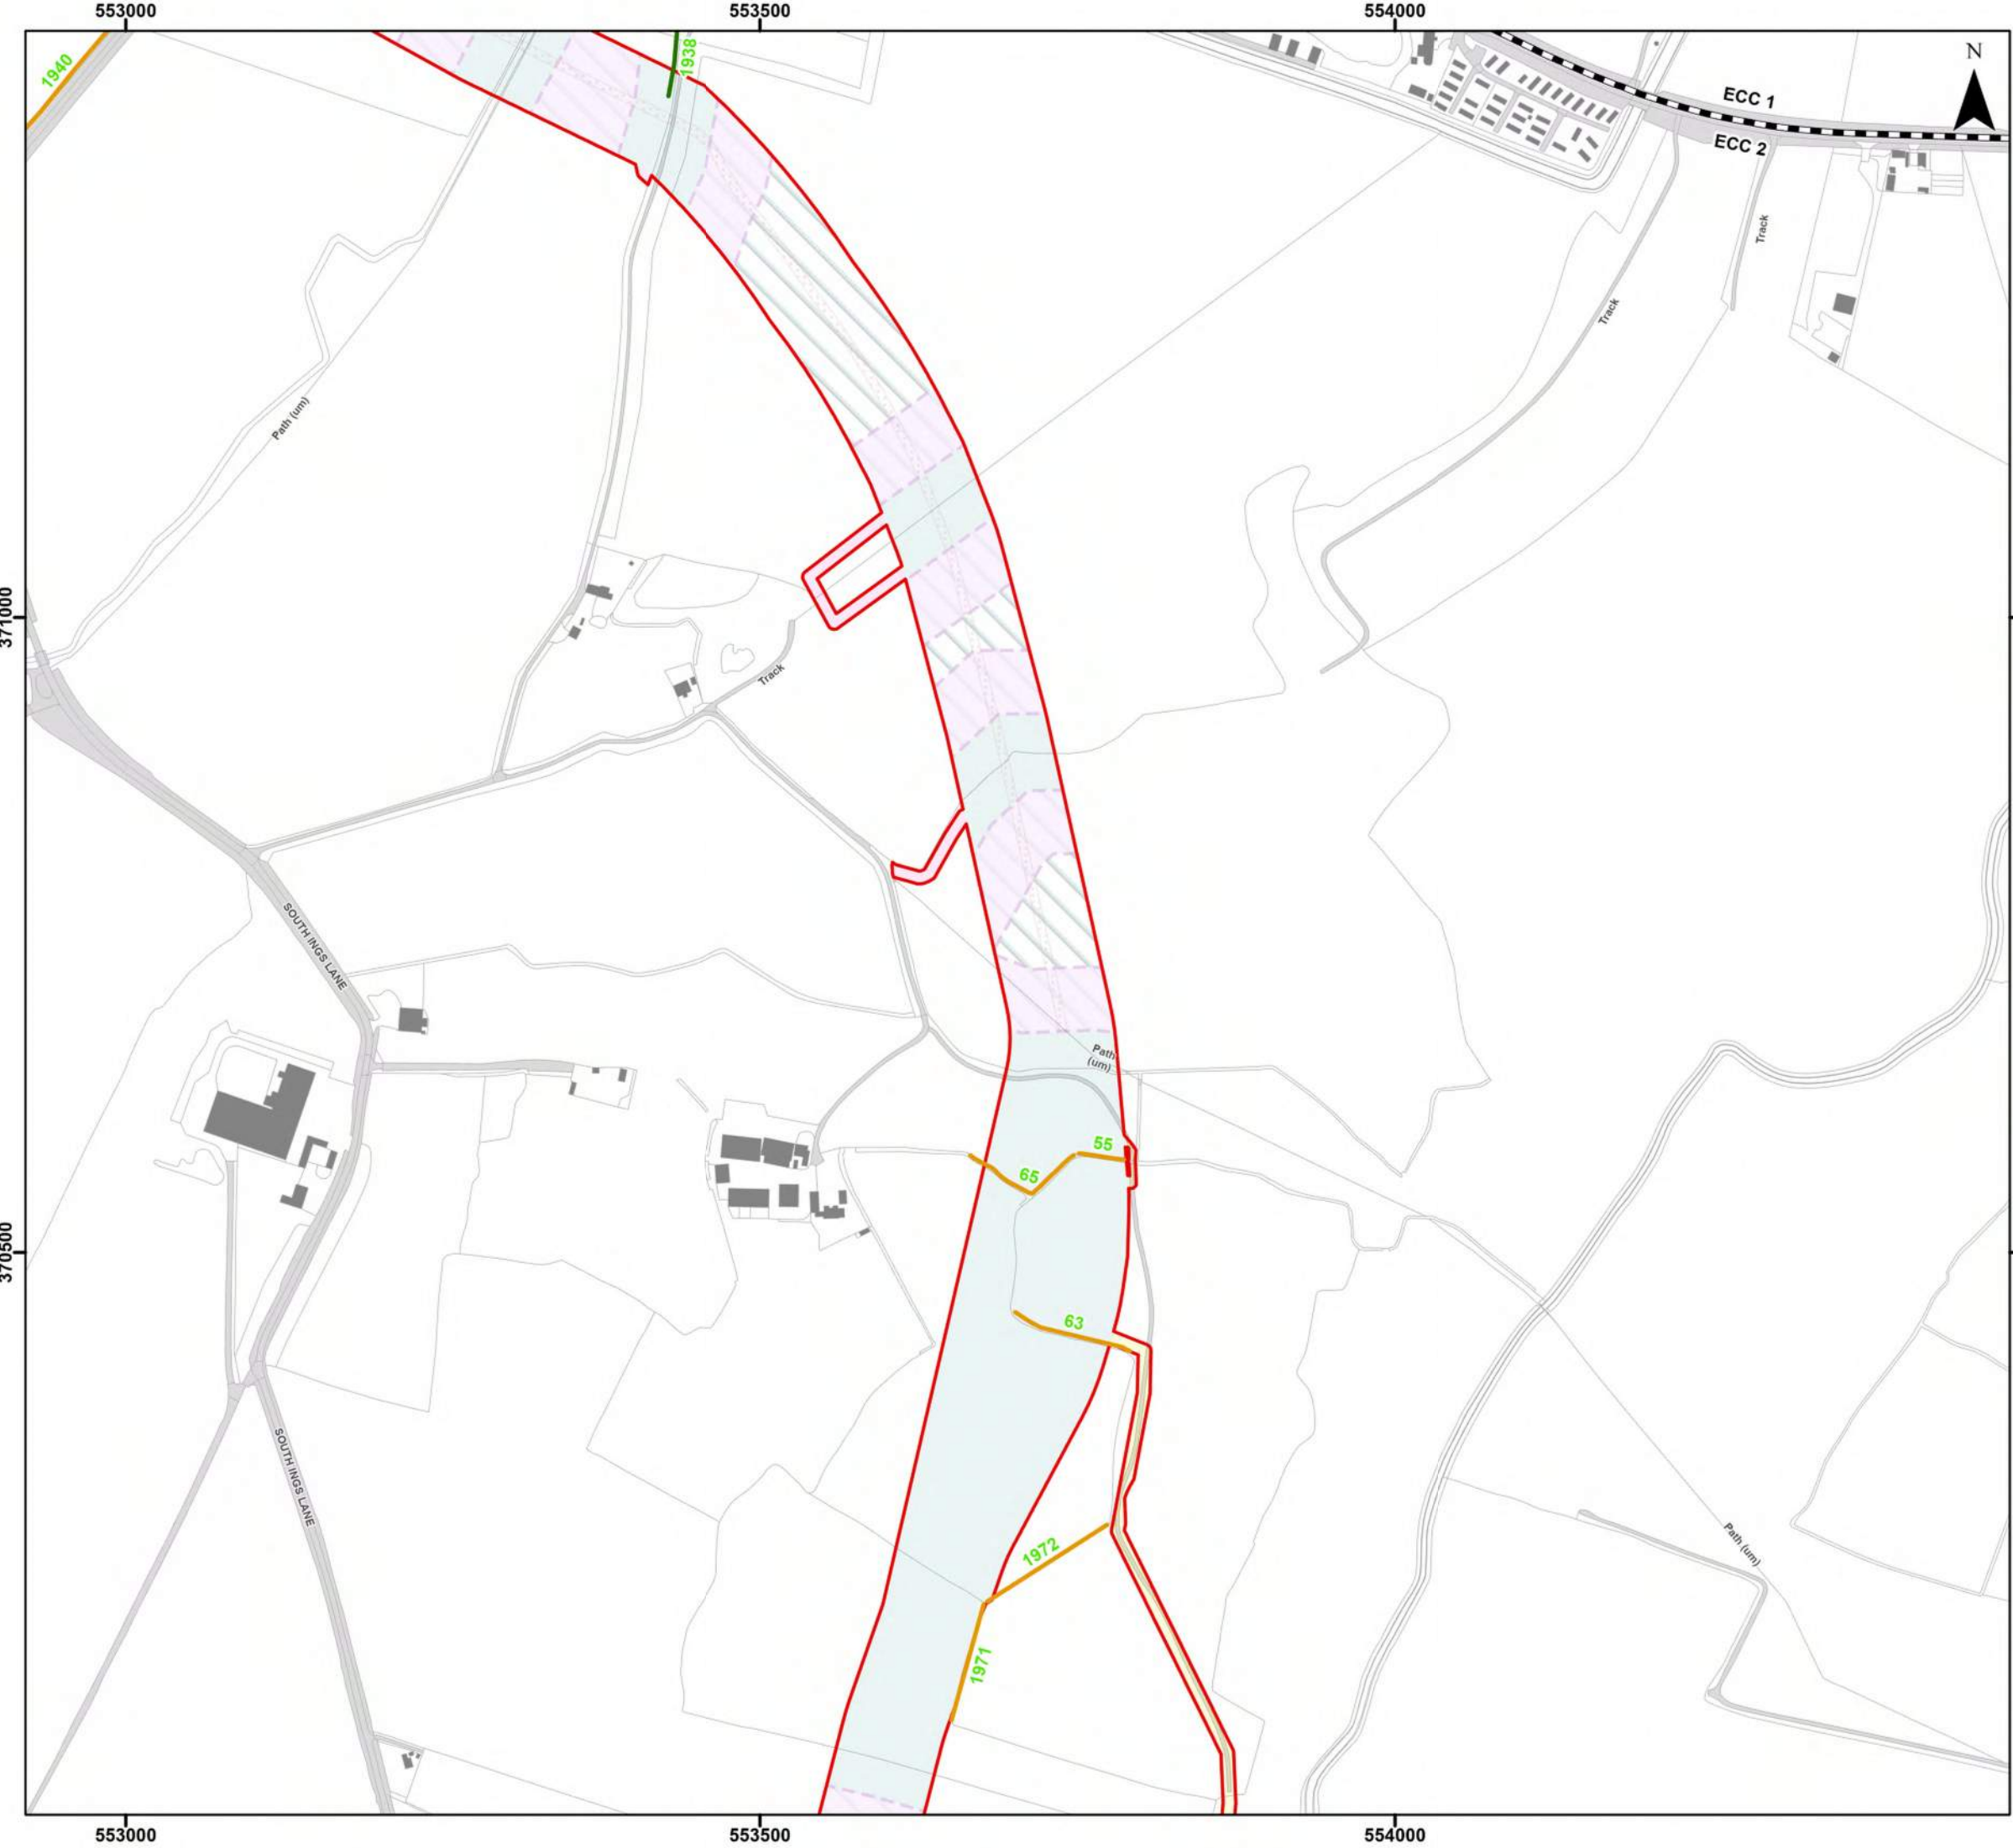 553000
553500
554000
1940
1938
N
ECC 1
ECC 2
Track
Track
Path (um)
371000
Track
SOUTH INGS LANE
Path
(um)
55
65
370500
63
SOUTH INGS LANE
1972
Path (um)
1971
553000
553500
554000